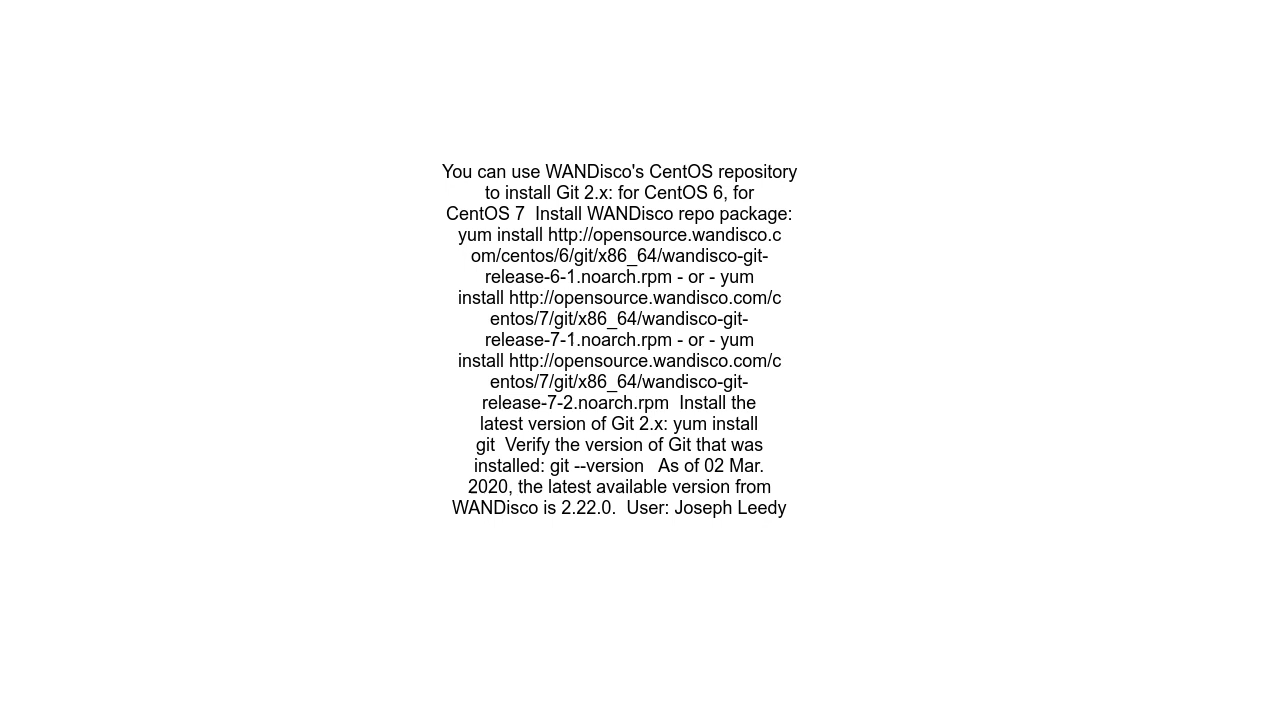 You can use WANDisco's CentOS repository
to install Git 2.x: for CentOS 6, for
CentOS 7  Install WANDisco repo package:
yum install http://opensource.wandisco.c
om/centos/6/git/x86_64/wandisco-git-
release-6-1.noarch.rpm - or - yum
install http://opensource.wandisco.com/c
entos/7/git/x86_64/wandisco-git-
release-7-1.noarch.rpm - or - yum
install http://opensource.wandisco.com/c
entos/7/git/x86_64/wandisco-git-
release-7-2.noarch.rpm  Install the
latest version of Git 2.x: yum install
git  Verify the version of Git that was
installed: git --version   As of 02 Mar.
2020, the latest available version from
WANDisco is 2.22.0.  User: Joseph Leedy